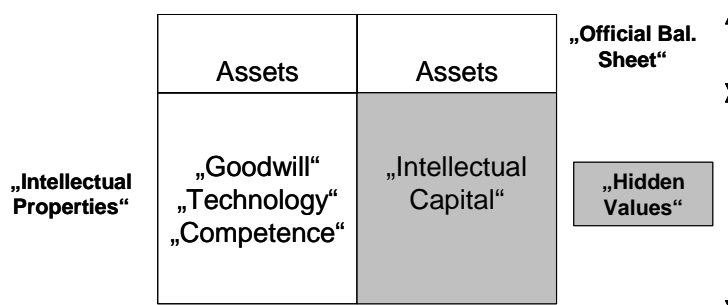 „Official Bal.
Sheet“
Assets
Assets
„Intellectual
Properties“
„Goodwill“
„Technology“
„Competence“
„Intellectual
Capital“
„Hidden
Values“